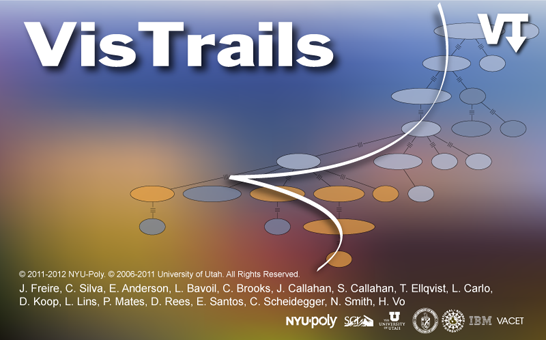 VisTrails
VT
© 2011-2012 NYU-Poly. © 2006-2011 University of Utah. All Rights Reserved.
J. Freire, C. Silva, E. Anderson, L. Bavoil, C. Brooks, J. Callahan, S. Callahan, T. Ellqvist, L. Carlo,
D. Koop, L. Lins, P. Mates, D. Rees, E. Santos, C. Scheidegger, N. Smith, H. Vo
NYU·poly SCI THE UNIVERSITY OF UTAH IBM VACET